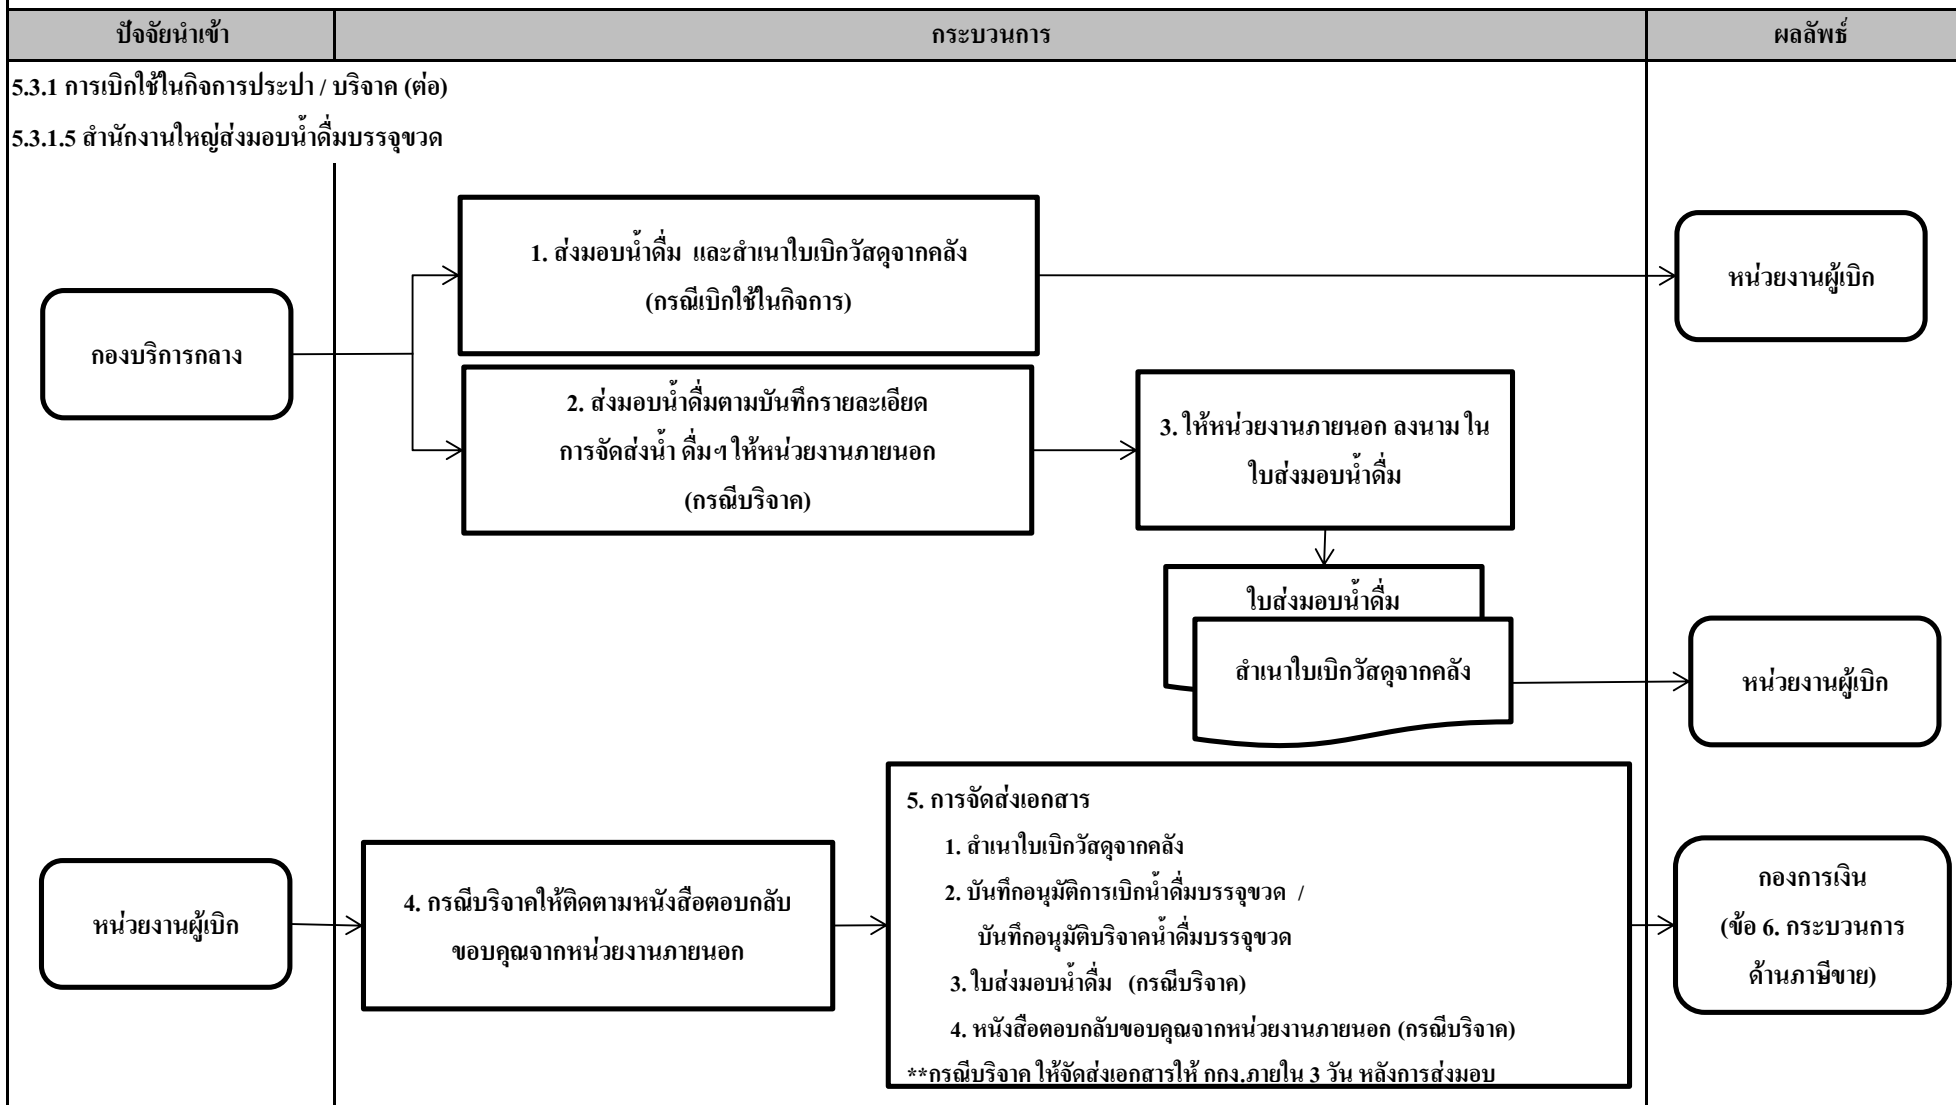 ปัจจัยนำเข้า
กระบวนการ
ผลลัพธ์
5.3.1 การเบิกใช้ในกิจการประปา / บริจาค (ต่อ)
5.3.1.5 สำนักงานใหญ่ส่งมอบน้ำดื่มบรรจุขวด
กองบริการกลาง
1. ส่งมอบน้ำดื่ม และสำเนาใบเบิกวัสดุจากคลัง
(กรณีเบิกใช้ในกิจการ)
หน่วยงานผู้เบิก
2. ส่งมอบน้ำดื่มตามบันทึกรายละเอียด
การจัดส่งน้ำ ดื่มฯ ให้หน่วยงานภายนอก
(กรณีบริจาค)
3. ให้หน่วยงานภายนอก ลงนาม ใน
ใบส่งมอบน้ำดื่ม
ใบส่งมอบน้ำดื่ม
สำเนาใบเบิกวัสดุจากคลัง
หน่วยงานผู้เบิก
หน่วยงานผู้เบิก
4. กรณีบริจาคให้ติดตามหนังสือตอบกลับ
ขอบคุณจากหน่วยงานภายนอก
5. การจัดส่งเอกสาร
1. สำเนาใบเบิกวัสดุจากคลัง
2. บันทึกอนุมัติการเบิกน้ำดื่มบรรจุขวด /
บันทึกอนุมัติบริจาคน้ำดื่มบรรจุขวด
3. ใบส่งมอบน้ำดื่ม (กรณีบริจาค)
4. หนังสือตอบกลับขอบคุณจากหน่วยงานภายนอก (กรณีบริจาค)
**กรณีบริจาค ให้จัดส่งเอกสารให้ กกง.ภายใน 3 วัน หลังการส่งมอบ
กองการเงิน
(ข้อ 6. กระบวนการ
ด้านภาษีขาย)